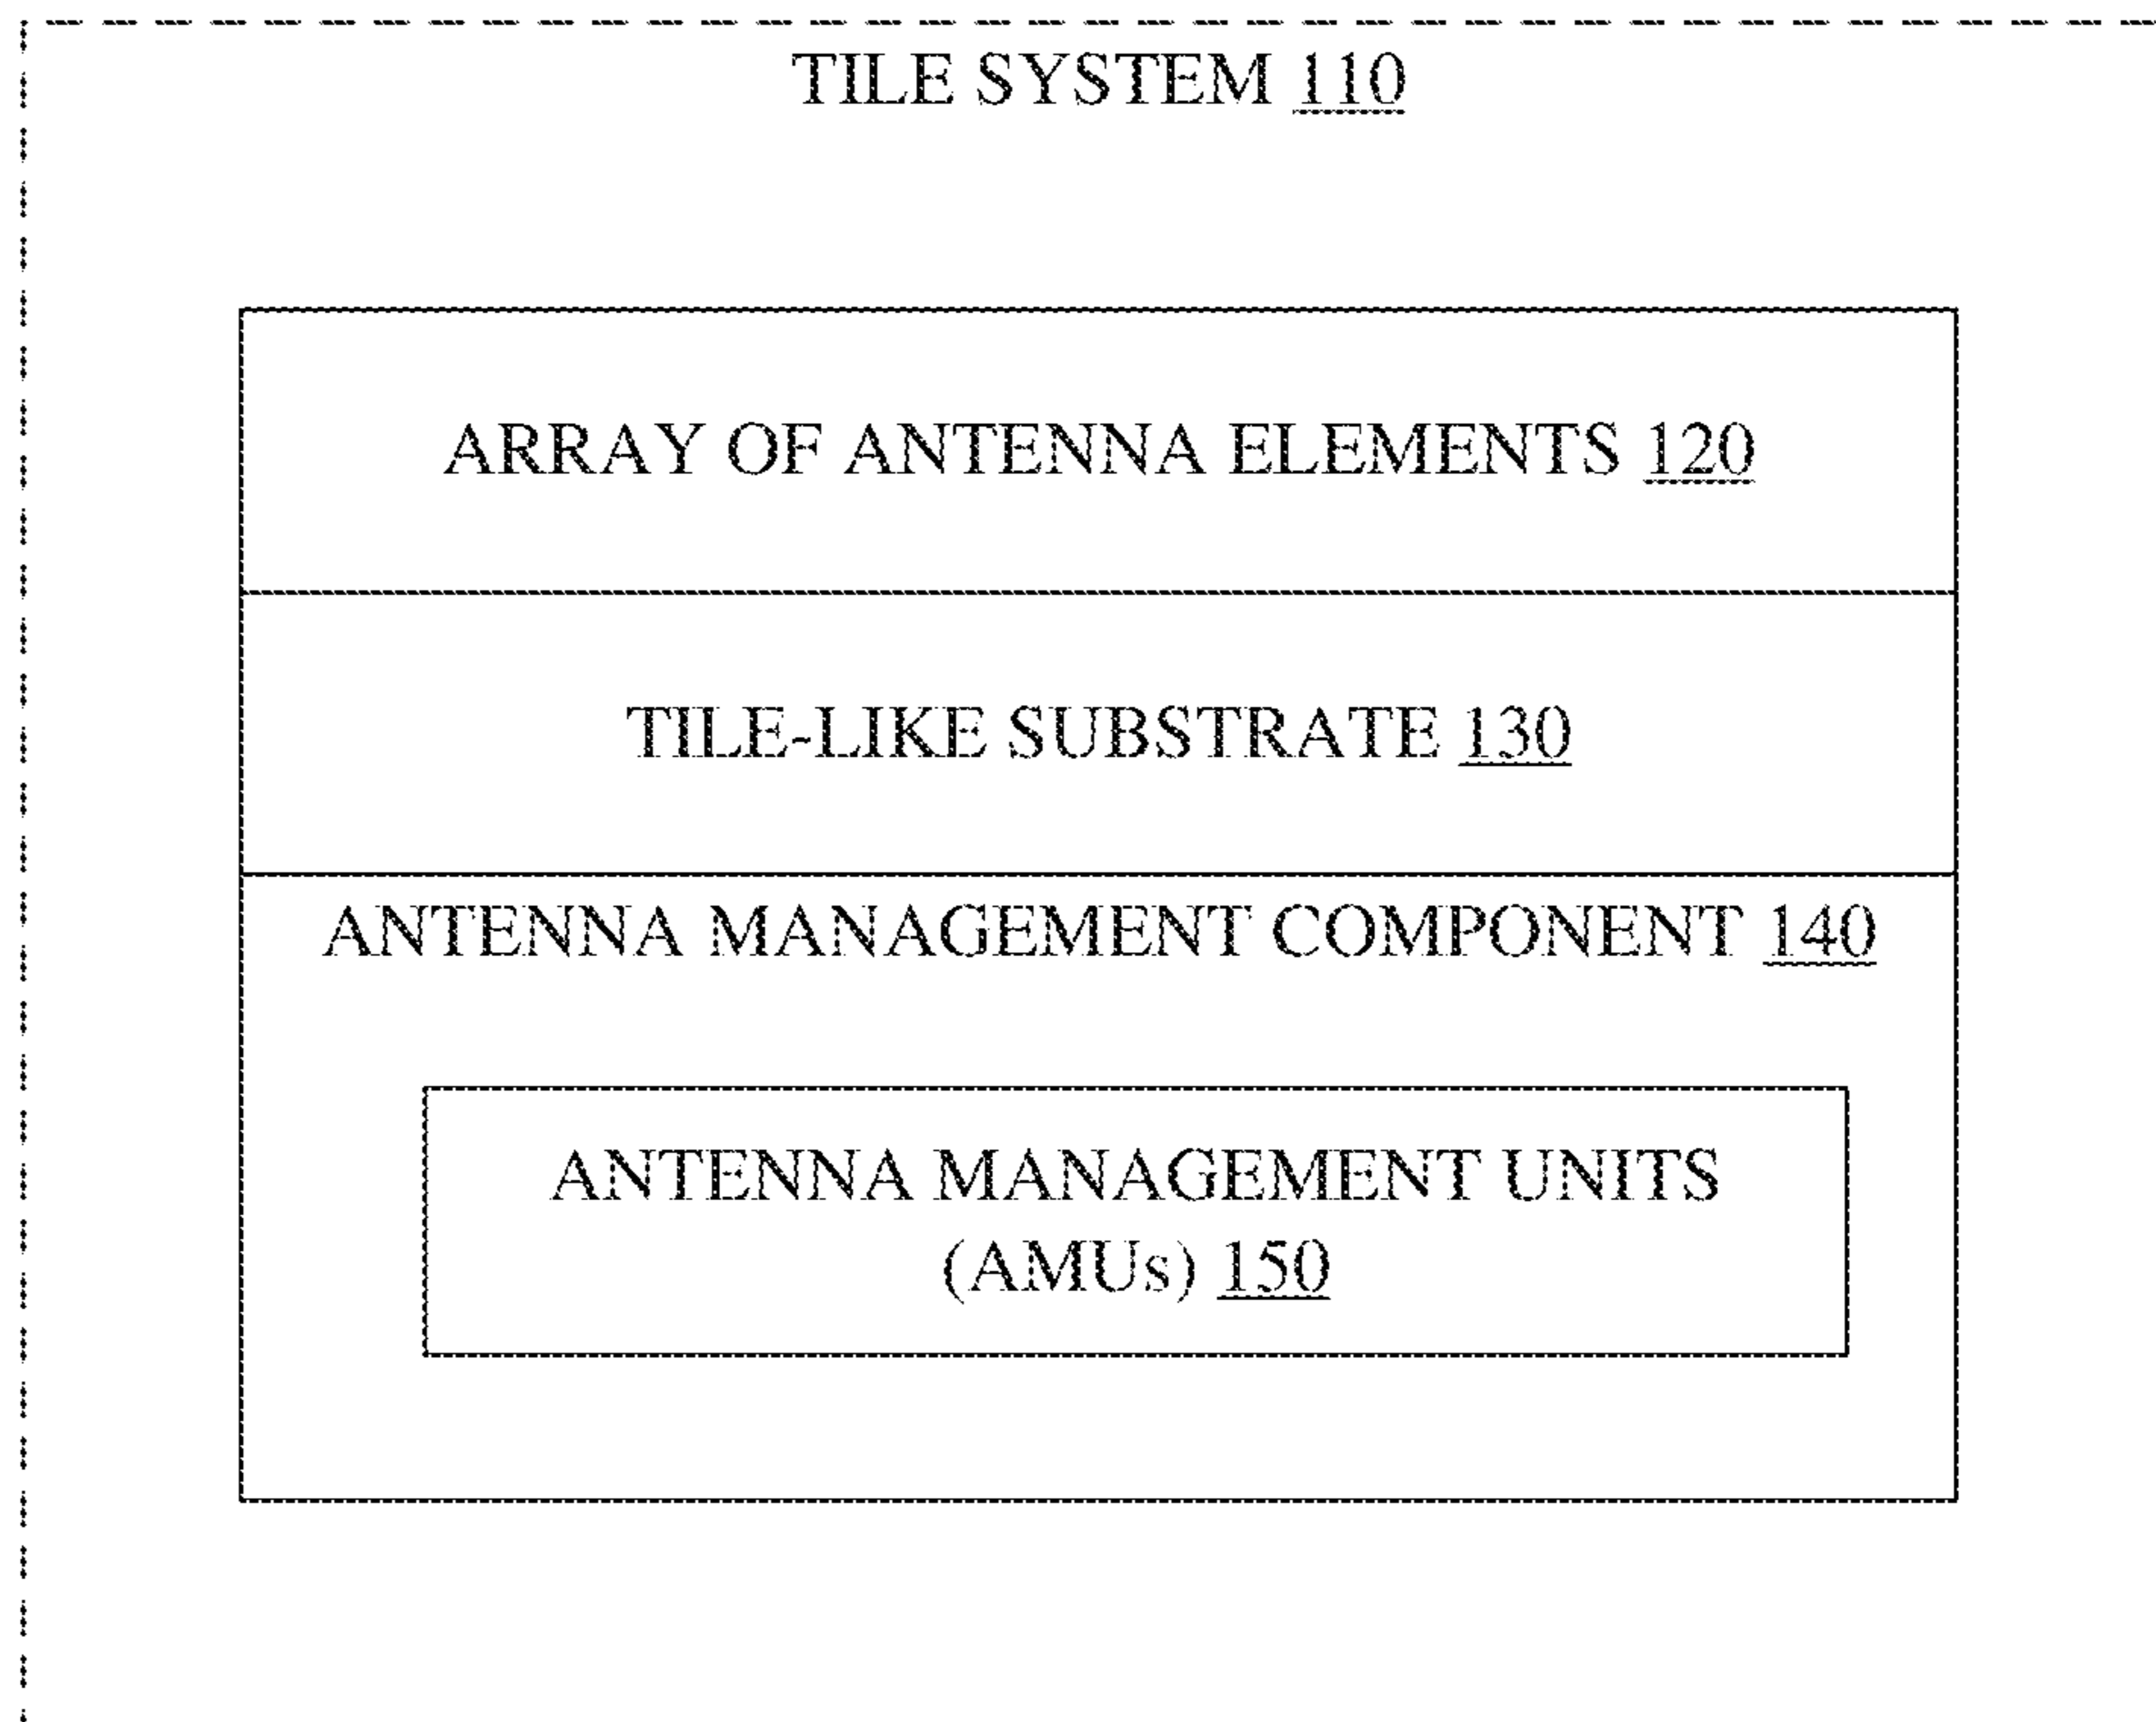 TILE SYSTEM 110
ARRAY OF ANTENNA ELEMENTS 120
TILE-LIKE SUBSTRATE 130
ANTENNA MANAGEMENT COMPONENT 140
ANTENNA MANAGEMENT UNITS
(AMUs) 150